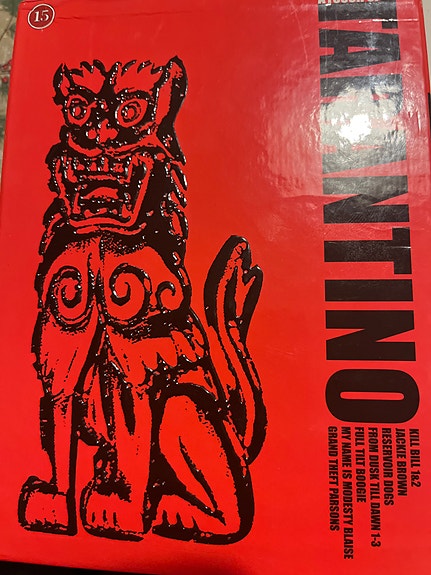 15
TARANTINO
KILL BILL 1&2
JACKIE BROWN
RESERVOIR DOGS
FROM DUSK TILL DAWN 1-3
FULL TILT BOOGIE
MY NAME IS MODESTY BLAISE
GRAND THEFT PARSONS